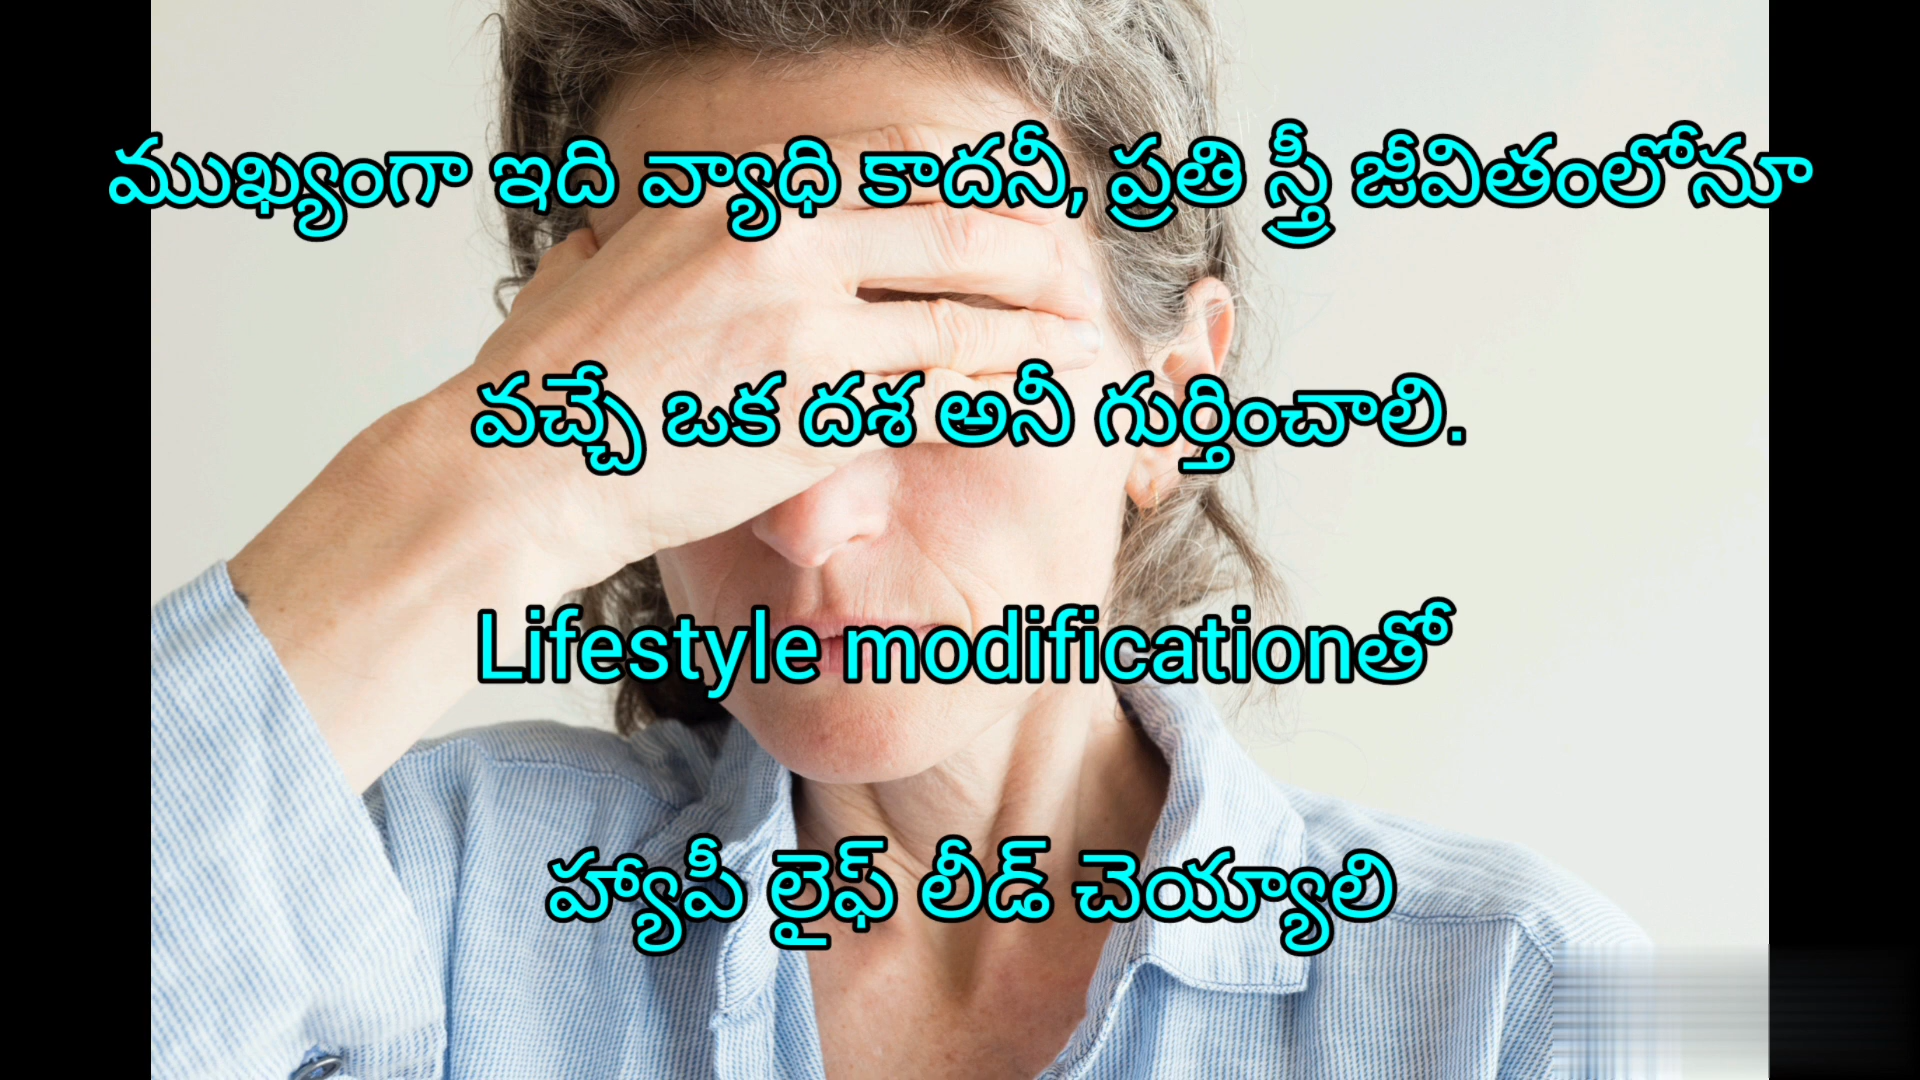 ముఖ్యంగా ఇది వ్యాధి కాదనీ, ప్రతి స్త్రీ జీవితంలోనూ
వచ్చే ఒక దశ అనీ గుర్తించాలి.
Lifestyle modificationతో
హ్యాపీ లైఫ్ లీడ్ చెయ్యాలి